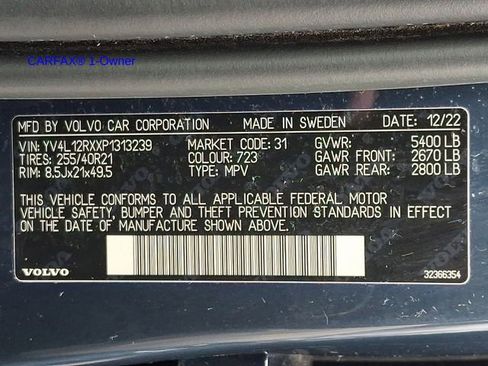 CARFAX® 1-Owner
MFD BY VOLVO CAR CORPORATION MADE IN SWEDEN DATE: 12/22
VIN: YV4L12RXXP1313239 MARKET CODE: 31 GVWR: 5400 LB
TIRES: 255/40R21 COLOUR: 723 GAWR FRONT: 2670 LB
RIM: 8.5Jx21x49.5 TYPE: MPV GAWR REAR: 2800 LB
THIS VEHICLE CONFORMS TO ALL APPLICABLE FEDERAL MOTOR
VEHICLE SAFETY, BUMPER, AND THEFT PREVENTION STANDARDS IN EFFECT
ON THE DATE OF MANUFACTURE SHOWN ABOVE.
VOLVO 32366354